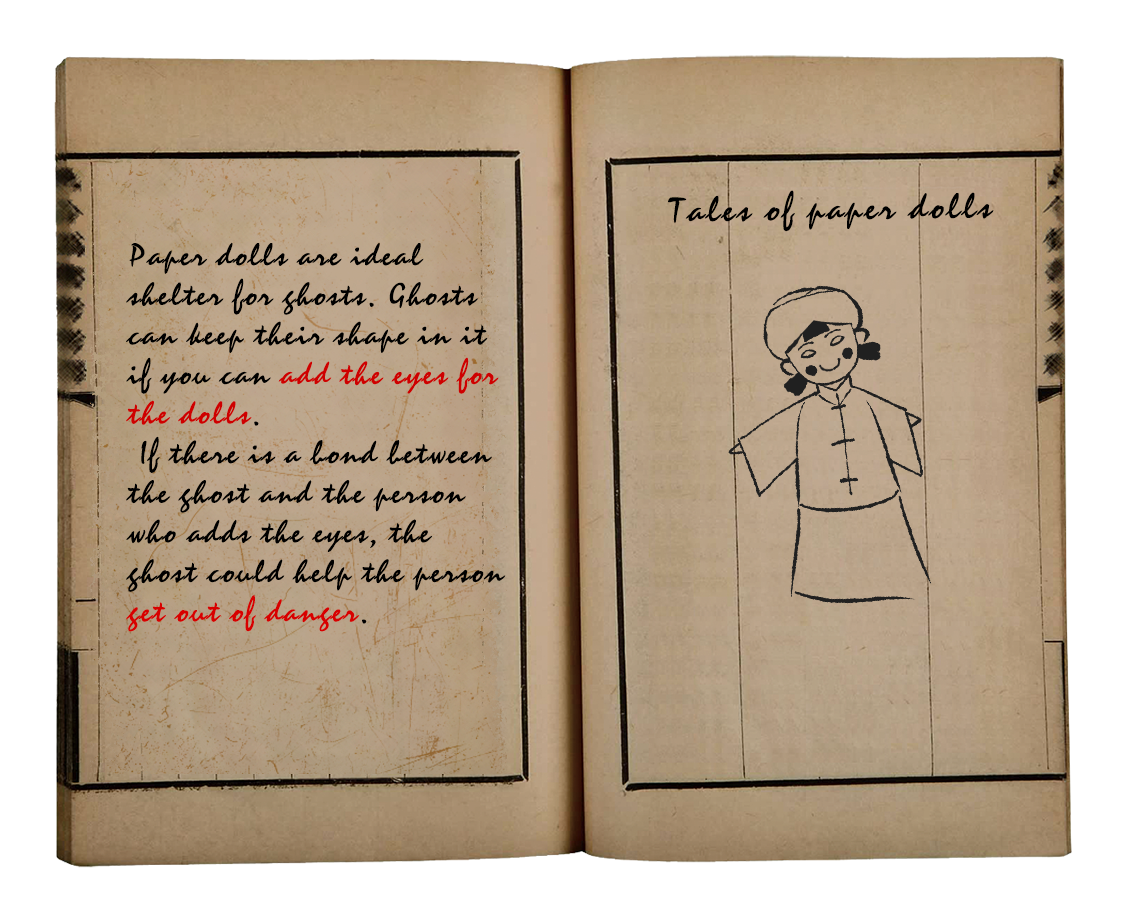 Paper dolls are ideal
shelter for ghosts. Ghosts
can keep their shape in it
if you can add the eyes for
the dolls.
If there is a bond between
the ghost and the person
who adds the eyes, the
ghost could help the person
get out of danger.
Tales of paper dolls